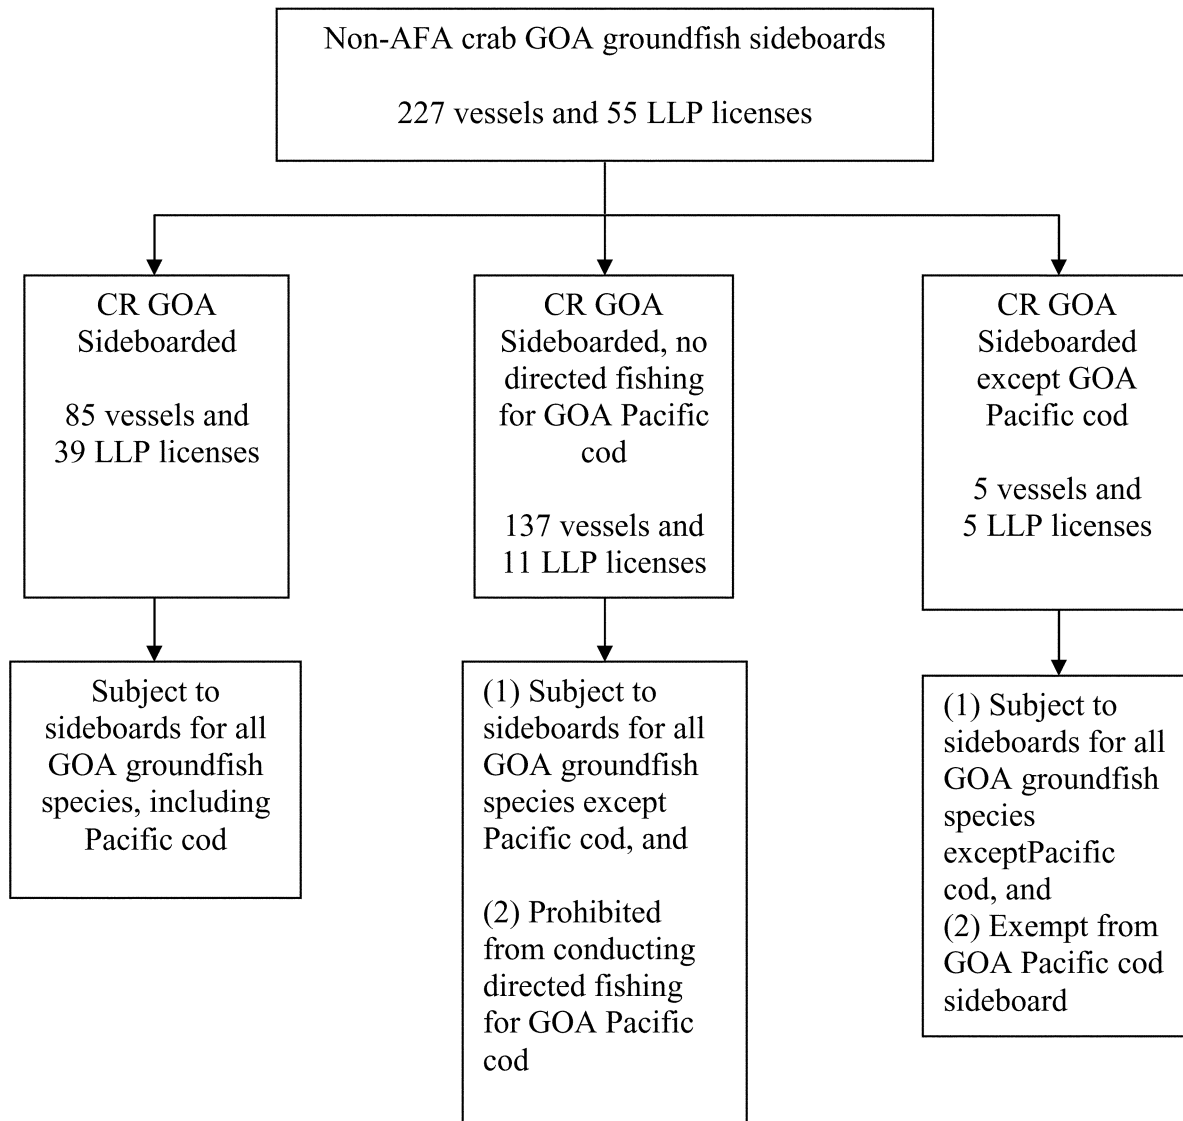 Non-AFA crab GOA groundfish sideboards
227 vessels and 55 LLP licenses
CR GOA
Sideboarded
85 vessels and
39 LLP licenses
CR GOA
Sideboarded, no
directed fishing
for GOA Pacific
cod
137 vessels and
11 LLP licenses
CR GOA
Sideboarded
except GOA
Pacific cod
5 vessels and
5 LLP licenses
Subject to
sideboards for all
GOA groundfish
species, including
Pacific cod
(1) Subject to
sideboards for all
GOA groundfish
species except
Pacific cod, and
(2) Prohibited
from conducting
directed fishing
for GOA Pacific
cod
(1) Subject to
sideboards for all
GOA groundfish
species
exceptPacific
cod, and
(2) Exempt from
GOA Pacific cod
sideboard